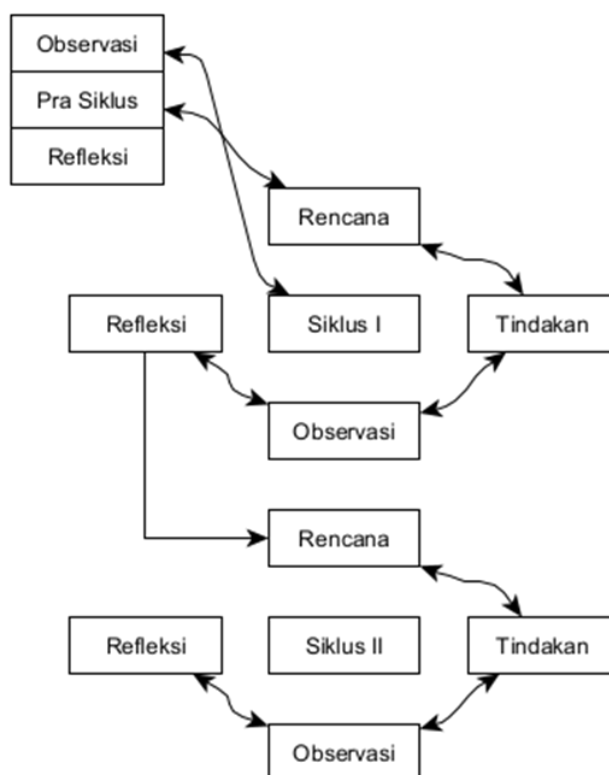 Observasi
Pra Siklus
Refleksi
Rencana
Refleksi
Siklus I
Tindakan
Observasi
Rencana
Refleksi
Siklus II
Tindakan
Observasi